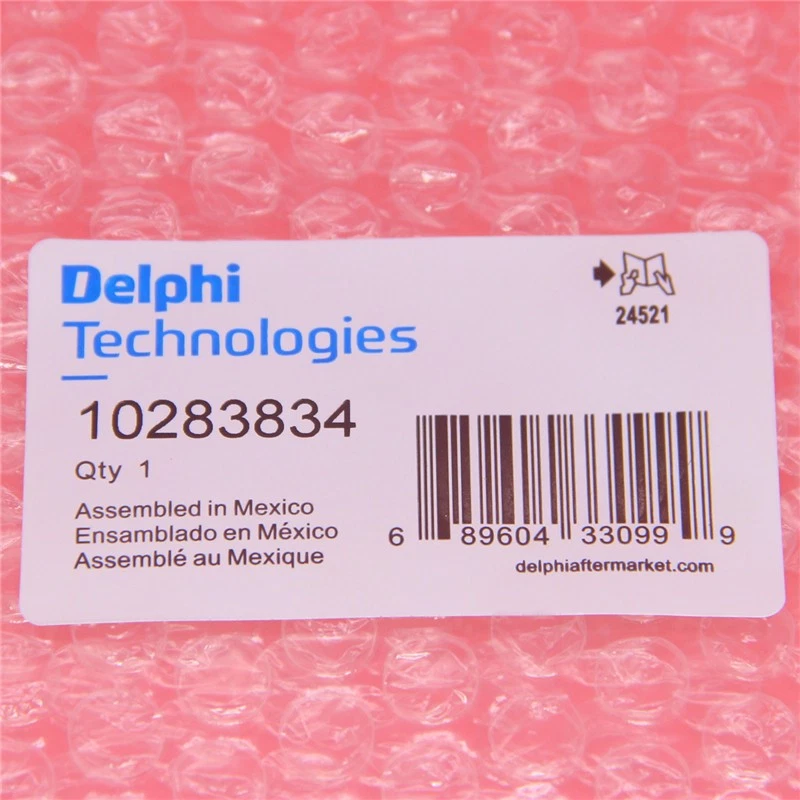 Delphi
Technologies
24521
10283834
Qty 1
Assembled in Mexico
Ensamblado en México
Assemblé au Mexique
6 89604 33099 9
delphiaftermarket.com